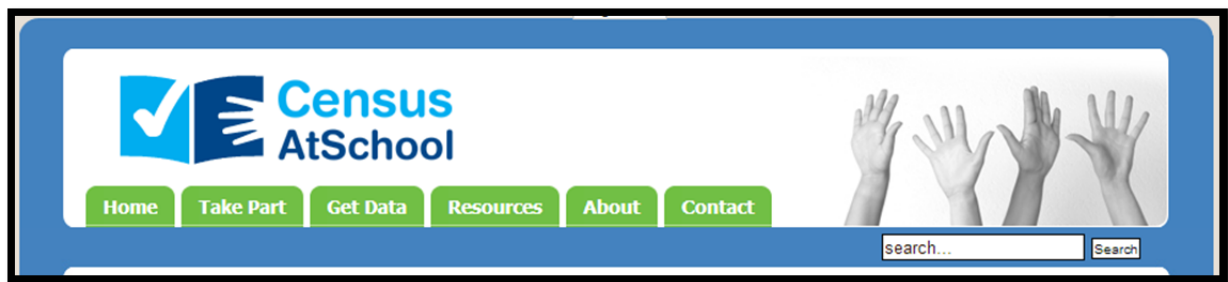 Census
AtSchool
Home Take Part Get Data Resources About Contact
search... Search